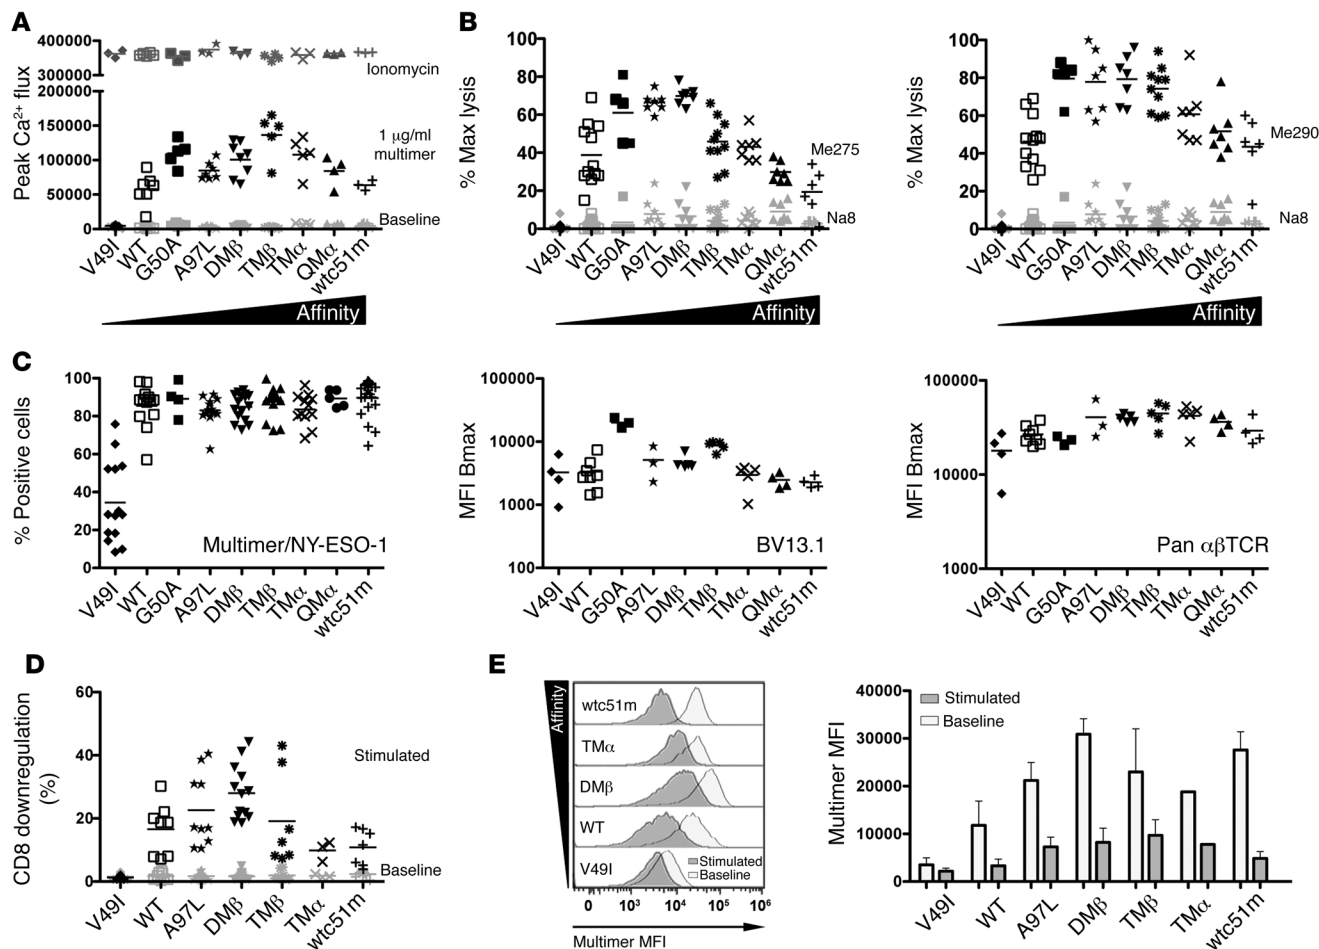 A
Peak Ca²⁺ flux
400000
300000
200000
150000
100000
50000
0
Ionomycin
1 µg/ml
multimer
Baseline
V49I
WT
G50A
A97L
DMβ
TMβ
TMα
QMα
wtc51m
Affinity
B
% Max lysis
100
80
60
40
20
0
Me275
Na8
V49I
WT
G50A
A97L
DMβ
TMβ
TMα
QMα
wtc51m
Affinity
% Max lysis
100
80
60
40
20
0
Me290
Na8
V49I
WT
G50A
A97L
DMβ
TMβ
TMα
QMα
wtc51m
Affinity
C
% Positive cells
100
80
60
40
20
0
Multimer/NY-ESO-1
V49I
WT
G50A
A97L
DMβ
TMβ
TMα
QMα
wtc51m
MFI Bmax
100000
10000
1000
100
BV13.1
V49I
WT
G50A
A97L
DMβ
TMβ
TMα
QMα
wtc51m
MFI Bmax
100000
10000
1000
Pan αβTCR
V49I
WT
G50A
A97L
DMβ
TMβ
TMα
QMα
wtc51m
D
CD8 downregulation
(%)
60
40
20
0
Stimulated
Baseline
V49I
WT
A97L
DMβ
TMβ
TMα
wtc51m
E
Affinity
wtc51m
TMα
DMβ
WT
V49I
Stimulated
Baseline
0
10³
10⁴
10⁵
10⁶
Multimer MFI
Multimer MFI
40000
30000
20000
10000
0
Stimulated
Baseline
V49I
WT
A97L
DMβ
TMβ
TMα
wtc51m